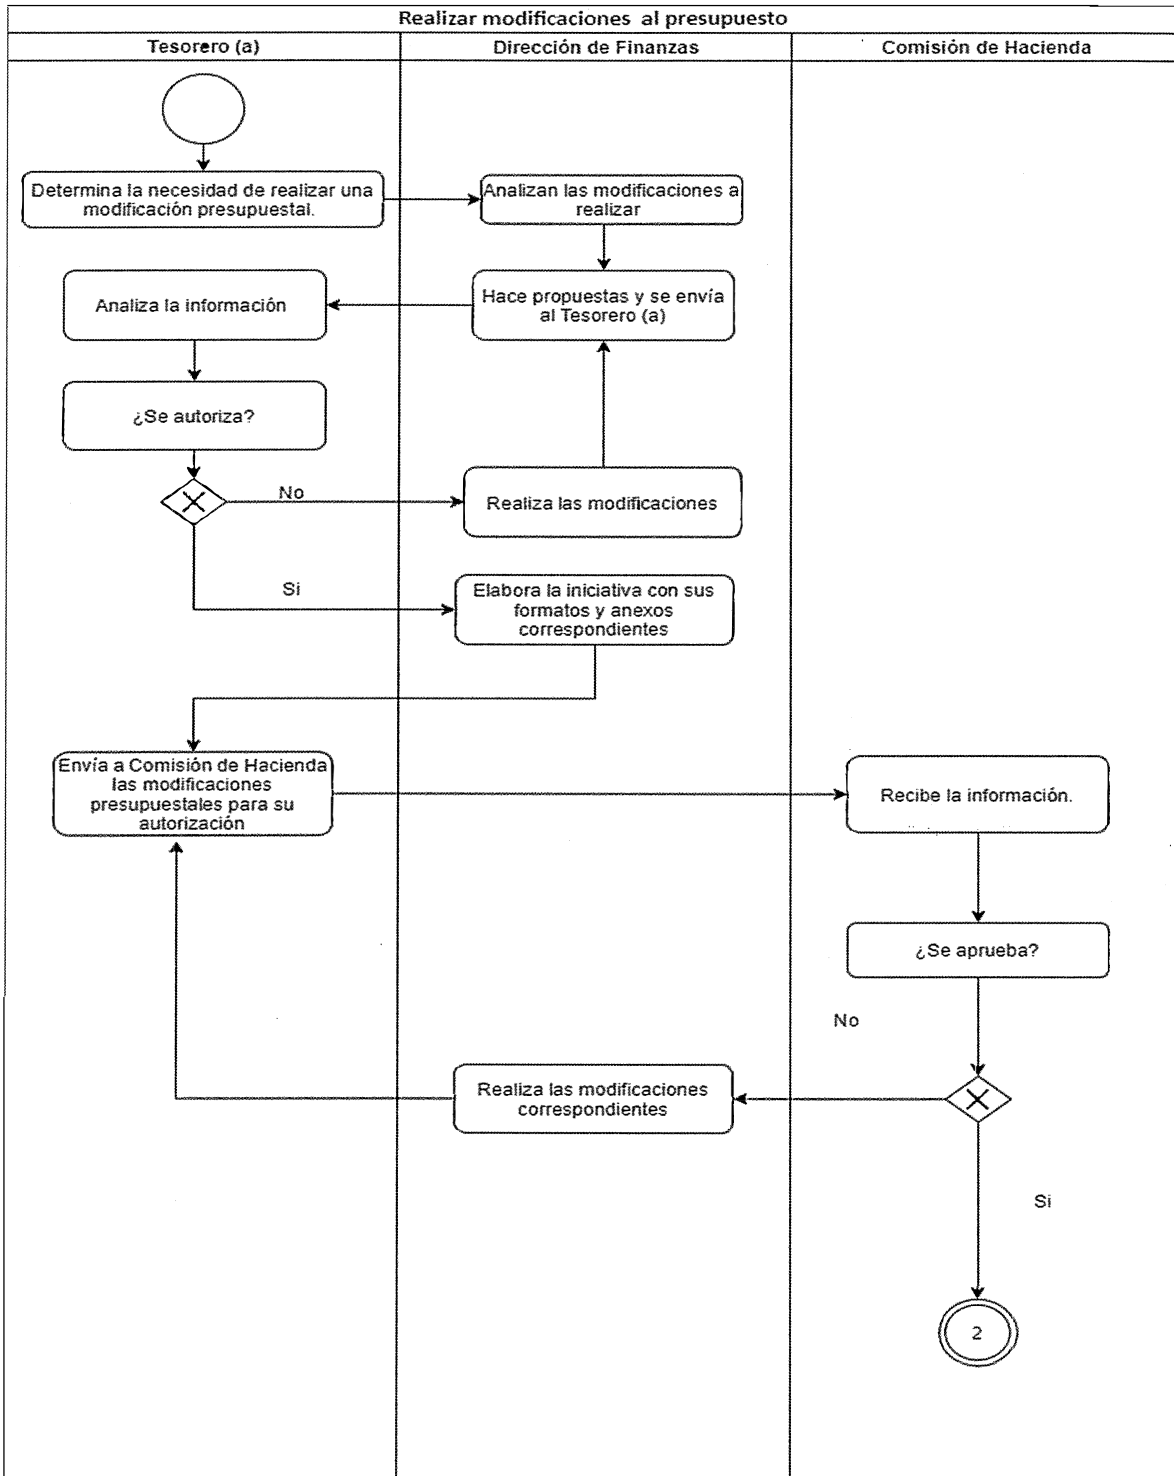 Realizar modificaciones al presupuesto
Tesorero (a)
Dirección de Finanzas
Comisión de Hacienda
Determina la necesidad de realizar una
modificación presupuestal.
Analizan las modificaciones a
realizar
Analiza la información
Hace propuestas y se envía
al Tesorero (a)
¿Se autoriza?
No
Realiza las modificaciones
Si
Elabora la iniciativa con sus
formatos y anexos
correspondientes
Envía a Comisión de Hacienda
las modificaciones
presupuestales para su
autorización
Recibe la información.
¿Se aprueba?
No
Realiza las modificaciones
correspondientes
Si
2